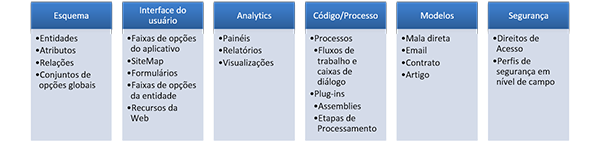 Esquema
•Entidades
•Atributos
•Relações
•Conjuntos de
opções globais
Interface do
usuário
•Faixas de opções
do aplicativo
•SiteMap
•Formulários
•Faixas de opções
da entidade
•Recursos da
Web
Analytics
•Painéis
•Relatórios
•Visualizações
Código/Processo
•Processos
•Fluxos de
trabalho e
caixas de
diálogo
•Plug-ins
•Assemblies
•Etapas de
Processamento
Modelos
•Mala direta
•Email
•Contrato
•Artigo
Segurança
•Direitos de
Acesso
•Perfis de
segurança em
nível de campo